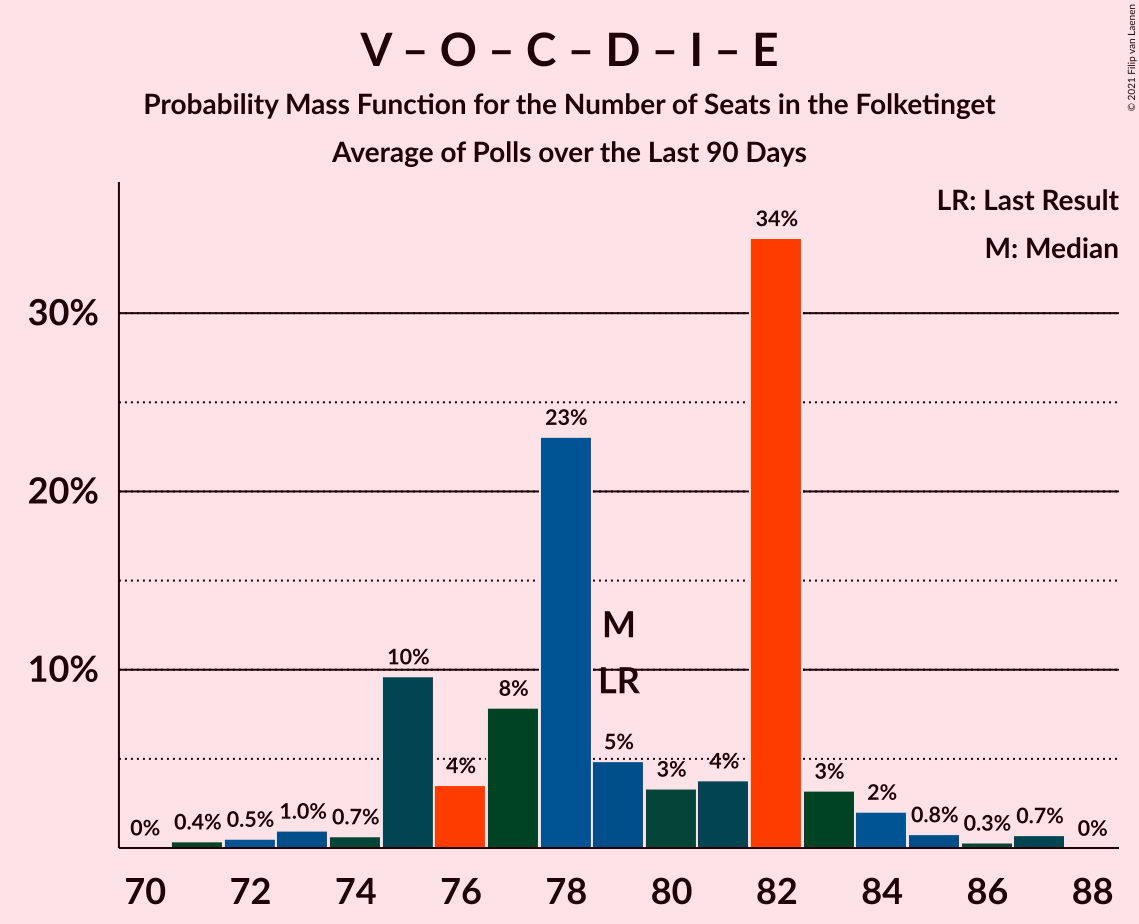 V – O – C – D – I – E
Probability Mass Function for the Number of Seats in the Folketinget
Average of Polls over the Last 90 Days
© 2021 Filip van Laenen
LR: Last Result
M: Median
30%
20%
10%
0%
0.4%
0.5%
1.0%
0.7%
10%
4%
8%
23%
M
LR
5%
3%
4%
34%
3%
2%
0.8%
0.3%
0.7%
0%
70 72 74 76 78 80 82 84 86 88